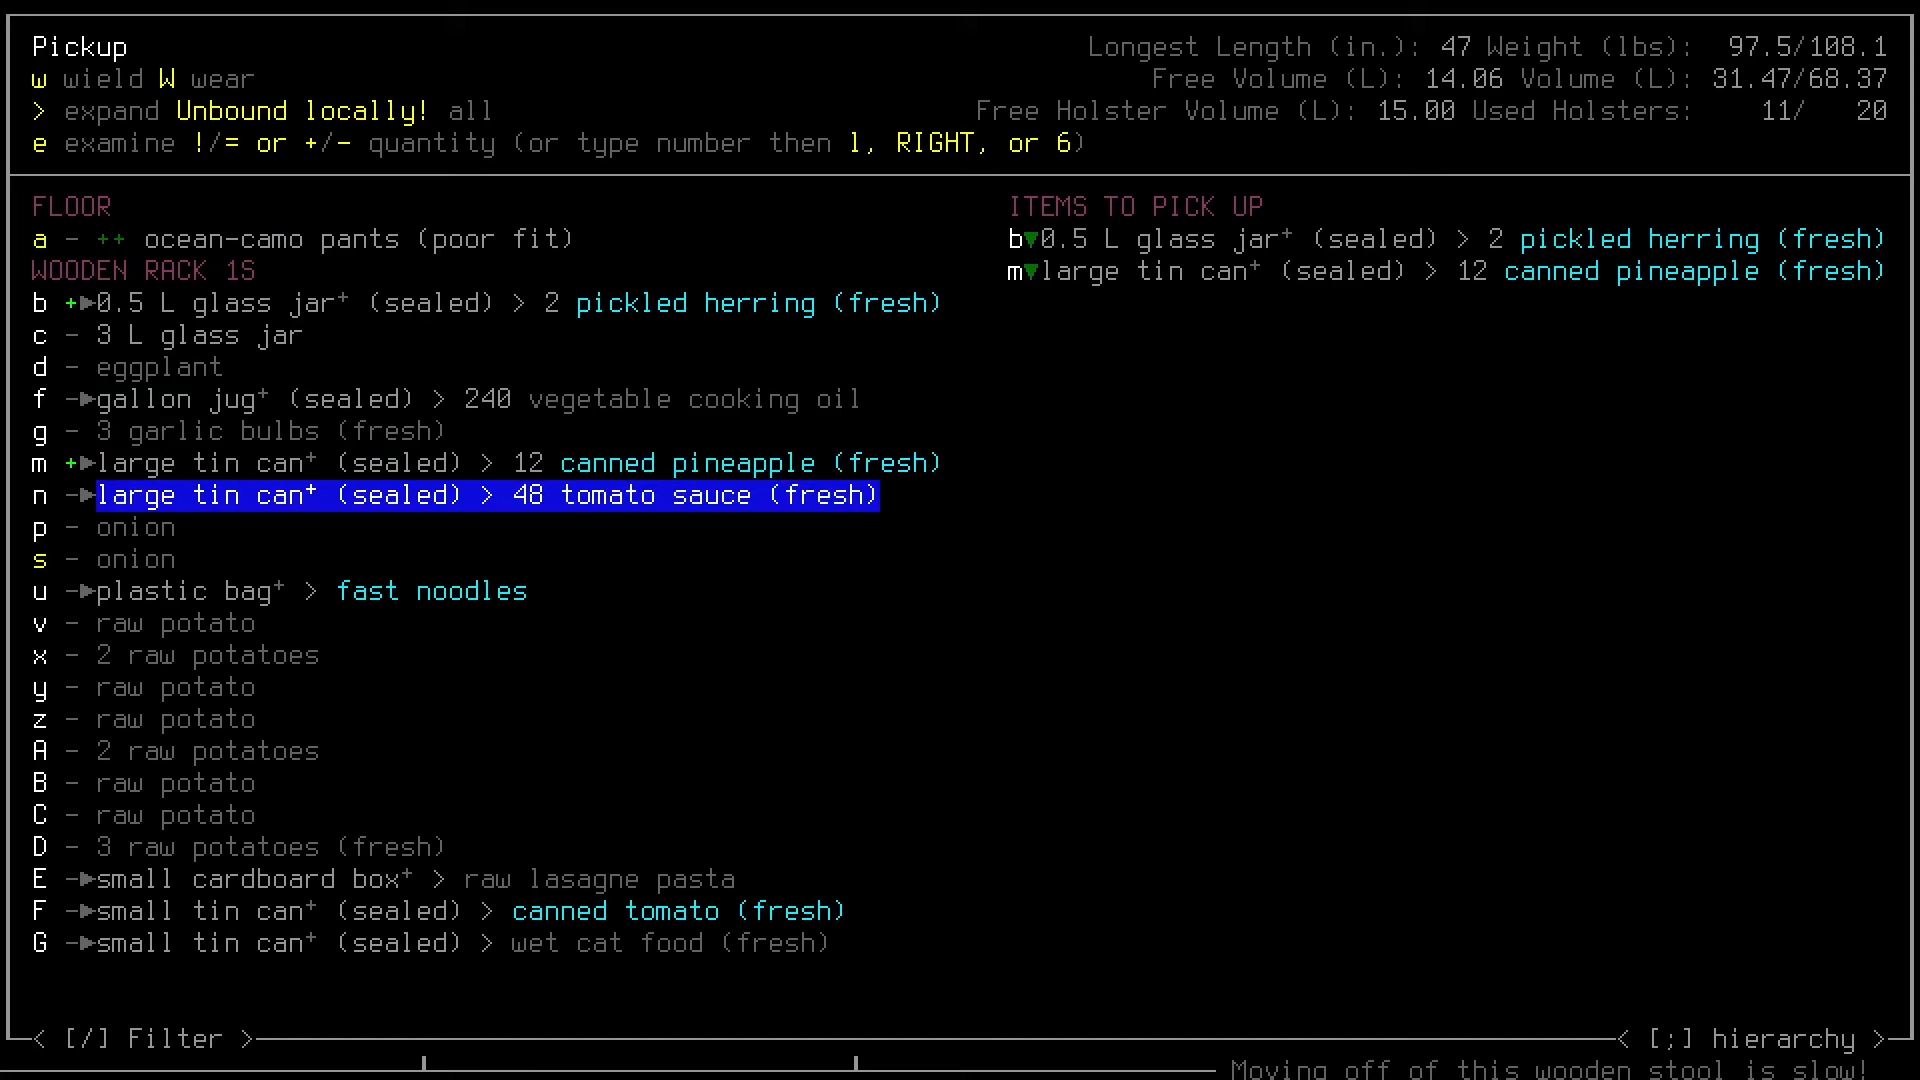 Pickup Longest Length (in.): 47 Weight (lbs): 97.5/108.1
w wield W wear Free Volume (L): 14.06 Volume (L): 31.47/68.37
> expand Unbound locally! all Free Holster Volume (L): 15.00 Used Holsters: 11/ 20
e examine !/= or +/- quantity (or type number then l, RIGHT, or 6)
FLOOR
a - ++ ocean-camo pants (poor fit)
WOODEN RACK 1S
b +▶0.5 L glass jar⁺ (sealed) > 2 pickled herring (fresh)
c - 3 L glass jar
d - eggplant
f -▶gallon jug⁺ (sealed) > 240 vegetable cooking oil
g - 3 garlic bulbs (fresh)
m +▶large tin can⁺ (sealed) > 12 canned pineapple (fresh)
n -▶large tin can⁺ (sealed) > 48 tomato sauce (fresh)
p - onion
s - onion
u -▶plastic bag⁺ > fast noodles
v - raw potato
x - 2 raw potatoes
y - raw potato
z - raw potato
A - 2 raw potatoes
B - raw potato
C - raw potato
D - 3 raw potatoes (fresh)
E -▶small cardboard box⁺ > raw lasagne pasta
F -▶small tin can⁺ (sealed) > canned tomato (fresh)
G -▶small tin can⁺ (sealed) > wet cat food (fresh)
ITEMS TO PICK UP
b▼0.5 L glass jar⁺ (sealed) > 2 pickled herring (fresh)
m▼large tin can⁺ (sealed) > 12 canned pineapple (fresh)
< [/] Filter > < [;] hierarchy >
Moving off of this wooden stool is slow!